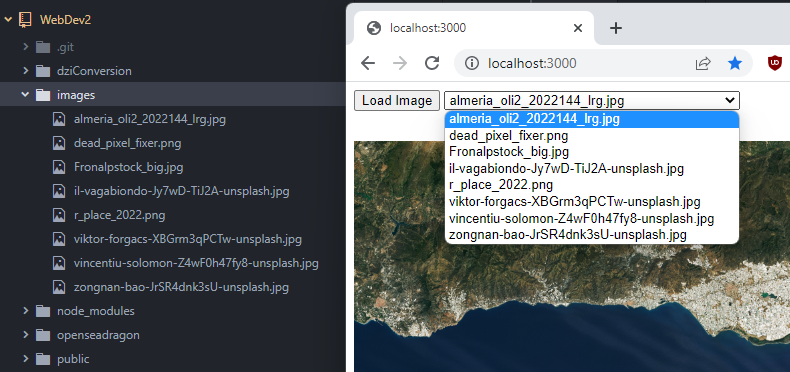 WebDev2
.git
dziConversion
images
almeria_oli2_2022144_lrg.jpg
dead_pixel_fixer.png
Fronalpstock_big.jpg
il-vagabiondo-Jy7wD-TiJ2A-unsplash.jpg
r_place_2022.png
viktor-forgacs-XBGrm3qPCTw-unsplash.jpg
vincentiu-solomon-Z4wF0h47fy8-unsplash.jpg
zongnan-bao-JrSR4dnk3sU-unsplash.jpg
node_modules
openseadragon
public
localhost:3000
localhost:3000
Load Image
almeria_oli2_2022144_lrg.jpg
almeria_oli2_2022144_lrg.jpg
dead_pixel_fixer.png
Fronalpstock_big.jpg
il-vagabiondo-Jy7wD-TiJ2A-unsplash.jpg
r_place_2022.png
viktor-forgacs-XBGrm3qPCTw-unsplash.jpg
vincentiu-solomon-Z4wF0h47fy8-unsplash.jpg
zongnan-bao-JrSR4dnk3sU-unsplash.jpg